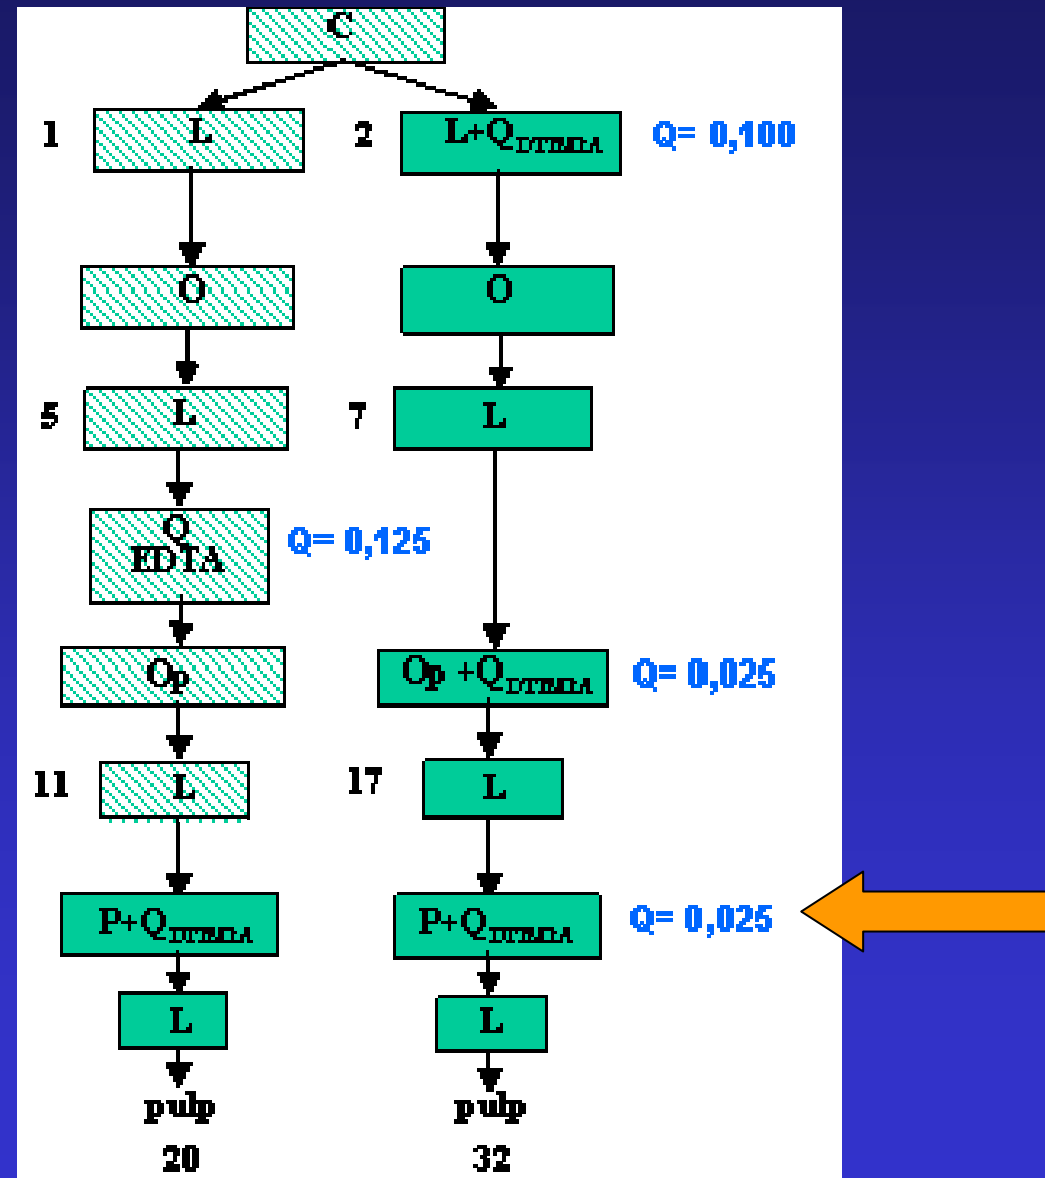 C
1 L 2 L+Q Q= 0,100
O O
5 L 7 L
Q
EDTA Q= 0,125
Op Op +Q Q= 0,025
11 L 17 L
P+Q P+Q Q= 0,025
L L
pulp pulp
20 32